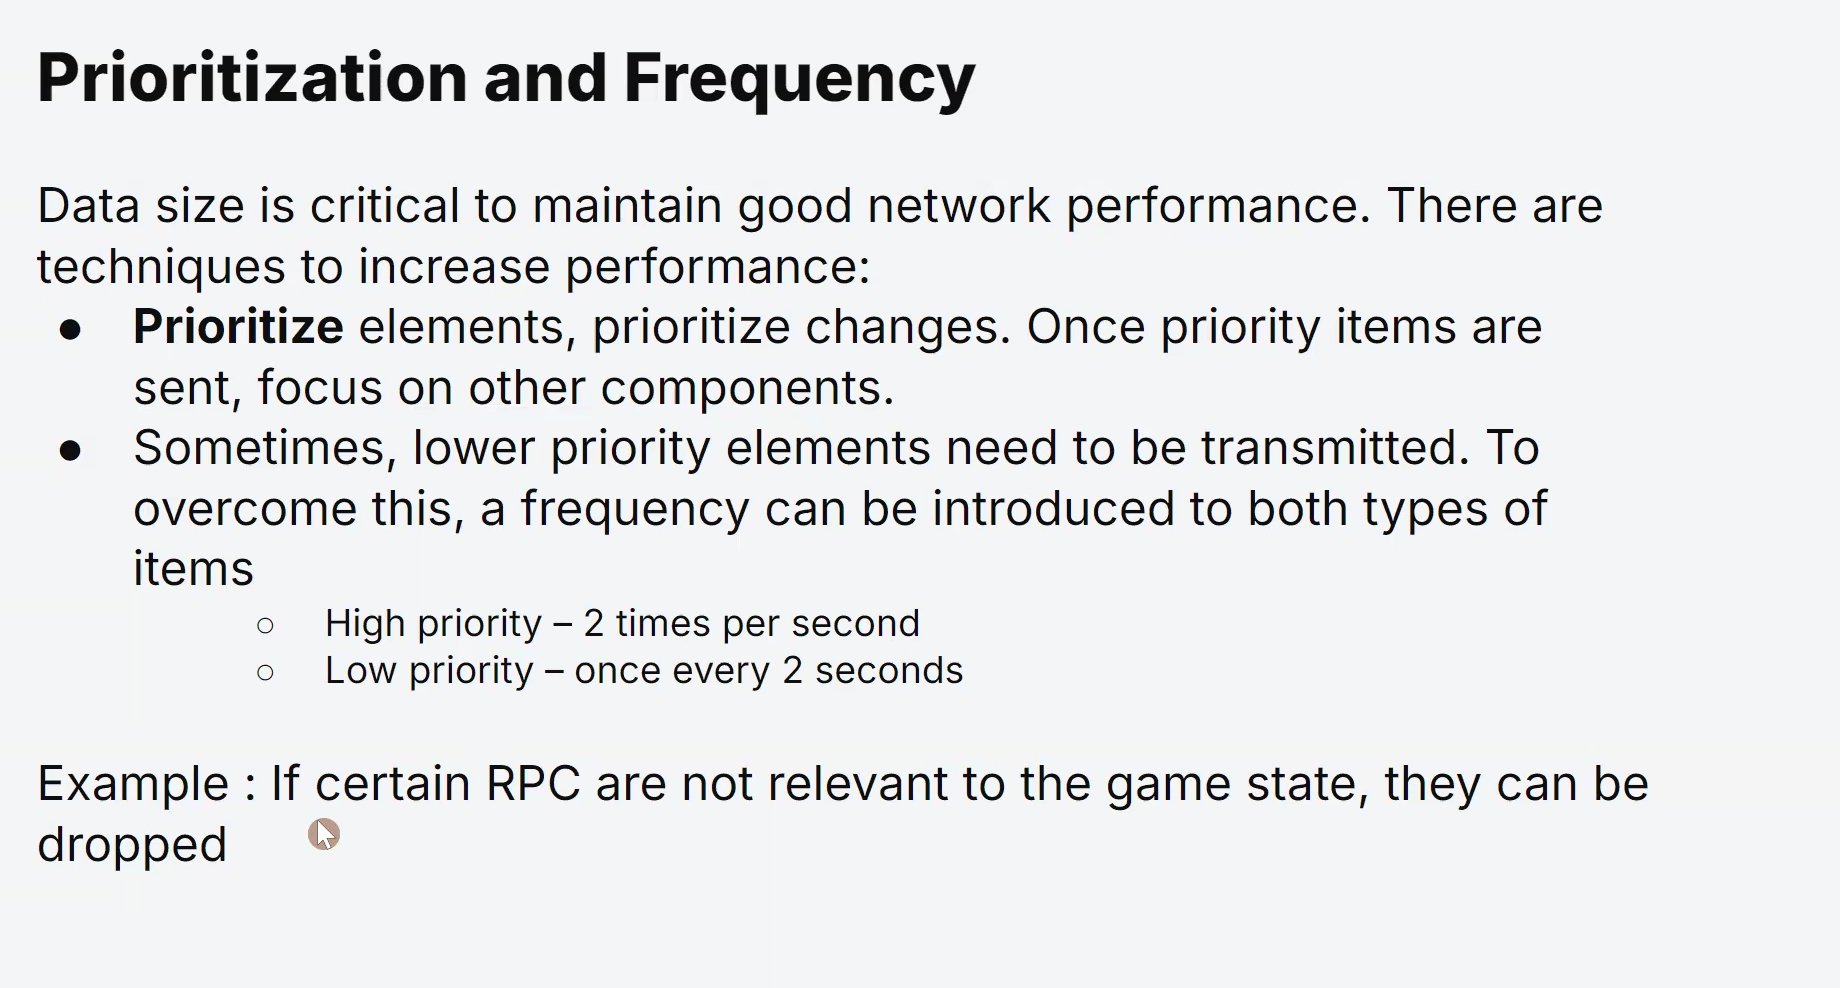 Prioritization and Frequency
Data size is critical to maintain good network performance. There are
techniques to increase performance:
● Prioritize elements, prioritize changes. Once priority items are
sent, focus on other components.
● Sometimes, lower priority elements need to be transmitted. To
overcome this, a frequency can be introduced to both types of
items
○ High priority – 2 times per second
○ Low priority – once every 2 seconds
Example : If certain RPC are not relevant to the game state, they can be
dropped